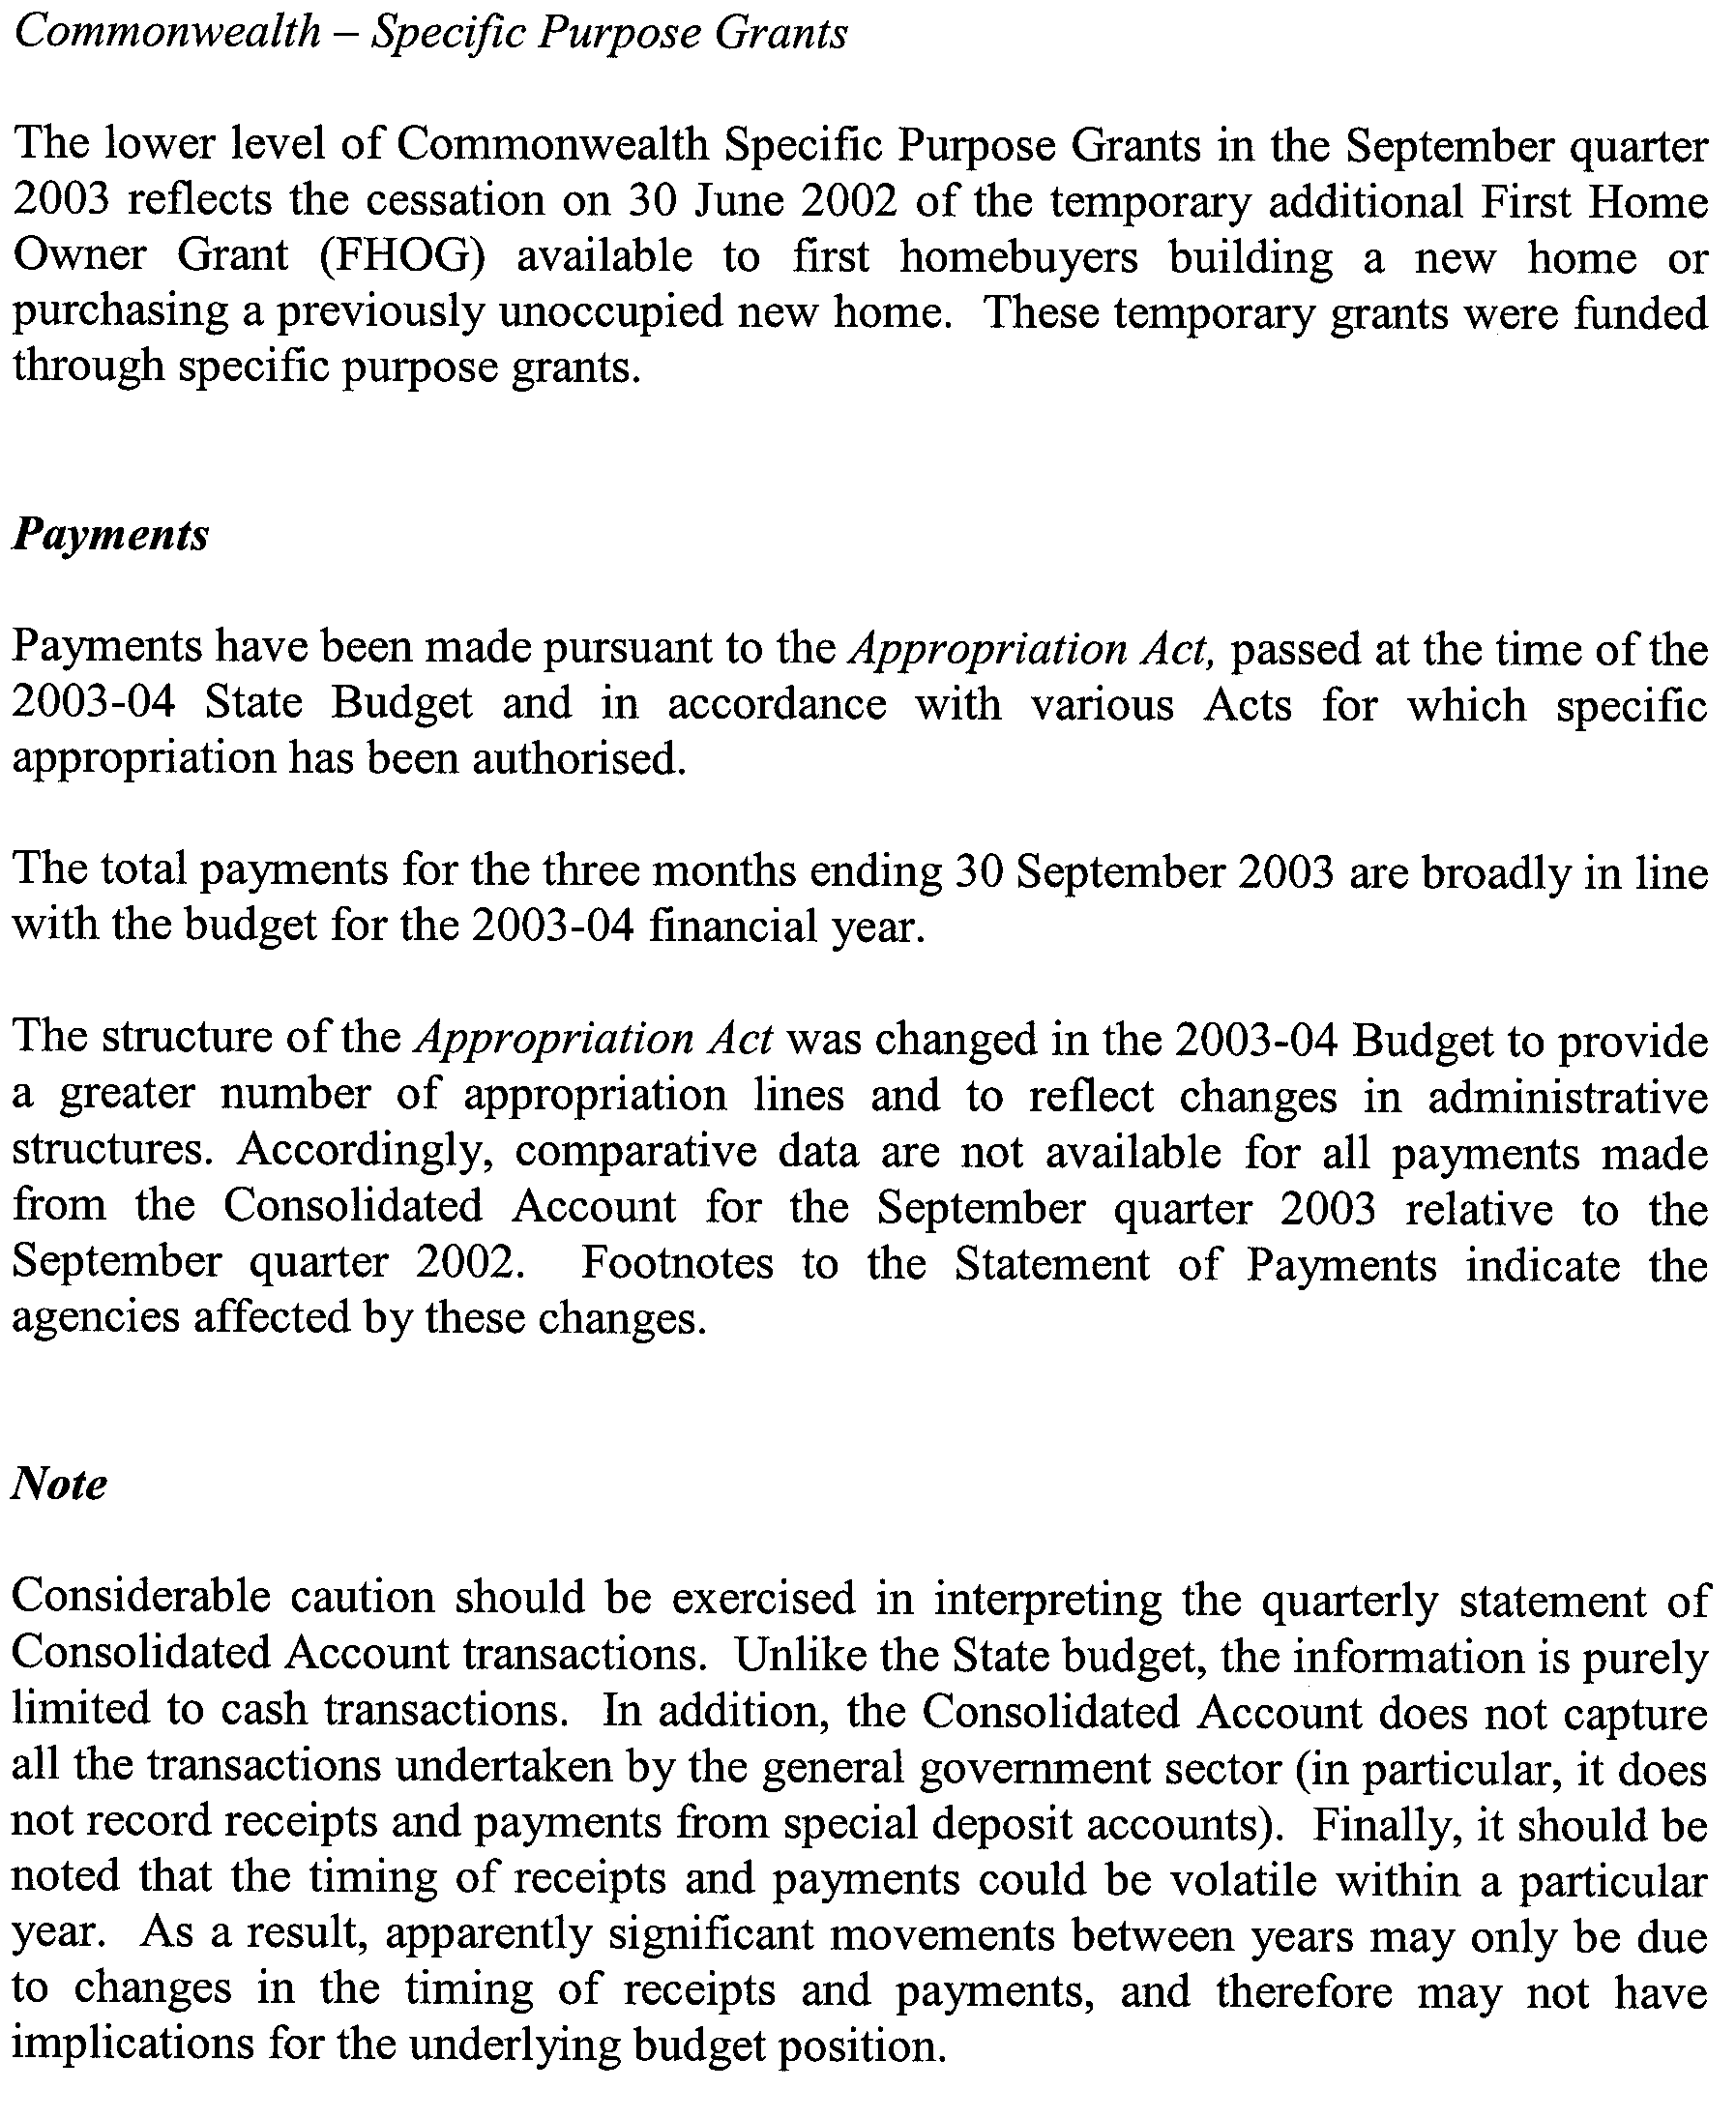 Commonwealth – Specific Purpose Grants
The lower level of Commonwealth Specific Purpose Grants in the September quarter
2003 reflects the cessation on 30 June 2002 of the temporary additional First Home
Owner Grant (FHOG) available to first homebuyers building a new home or
purchasing a previously unoccupied new home. These temporary grants were funded
through specific purpose grants.
Payments
Payments have been made pursuant to the Appropriation Act, passed at the time of the
2003-04 State Budget and in accordance with various Acts for which specific
appropriation has been authorised.
The total payments for the three months ending 30 September 2003 are broadly in line
with the budget for the 2003-04 financial year.
The structure of the Appropriation Act was changed in the 2003-04 Budget to provide
a greater number of appropriation lines and to reflect changes in administrative
structures. Accordingly, comparative data are not available for all payments made
from the Consolidated Account for the September quarter 2003 relative to the
September quarter 2002. Footnotes to the Statement of Payments indicate the
agencies affected by these changes.
Note
Considerable caution should be exercised in interpreting the quarterly statement of
Consolidated Account transactions. Unlike the State budget, the information is purely
limited to cash transactions. In addition, the Consolidated Account does not capture
all the transactions undertaken by the general government sector (in particular, it does
not record receipts and payments from special deposit accounts). Finally, it should be
noted that the timing of receipts and payments could be volatile within a particular
year. As a result, apparently significant movements between years may only be due
to changes in the timing of receipts and payments, and therefore may not have
implications for the underlying budget position.